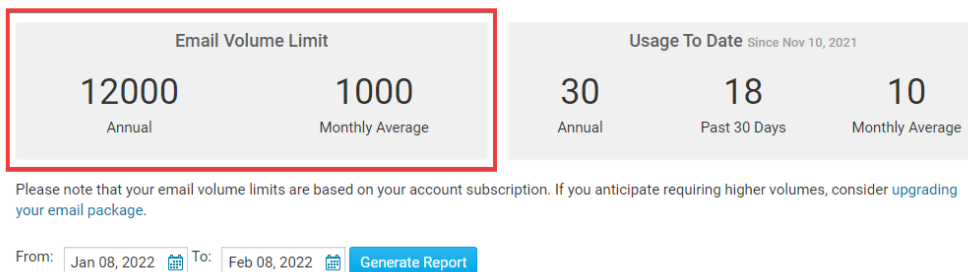 Email Volume Limit
12000 1000
Annual Monthly Average
Usage To Date Since Nov 10, 2021
30 18 10
Annual Past 30 Days Monthly Average
Please note that your email volume limits are based on your account subscription. If you anticipate requiring higher volumes, consider upgrading
your email package.
From: Jan 08, 2022 To: Feb 08, 2022 Generate Report